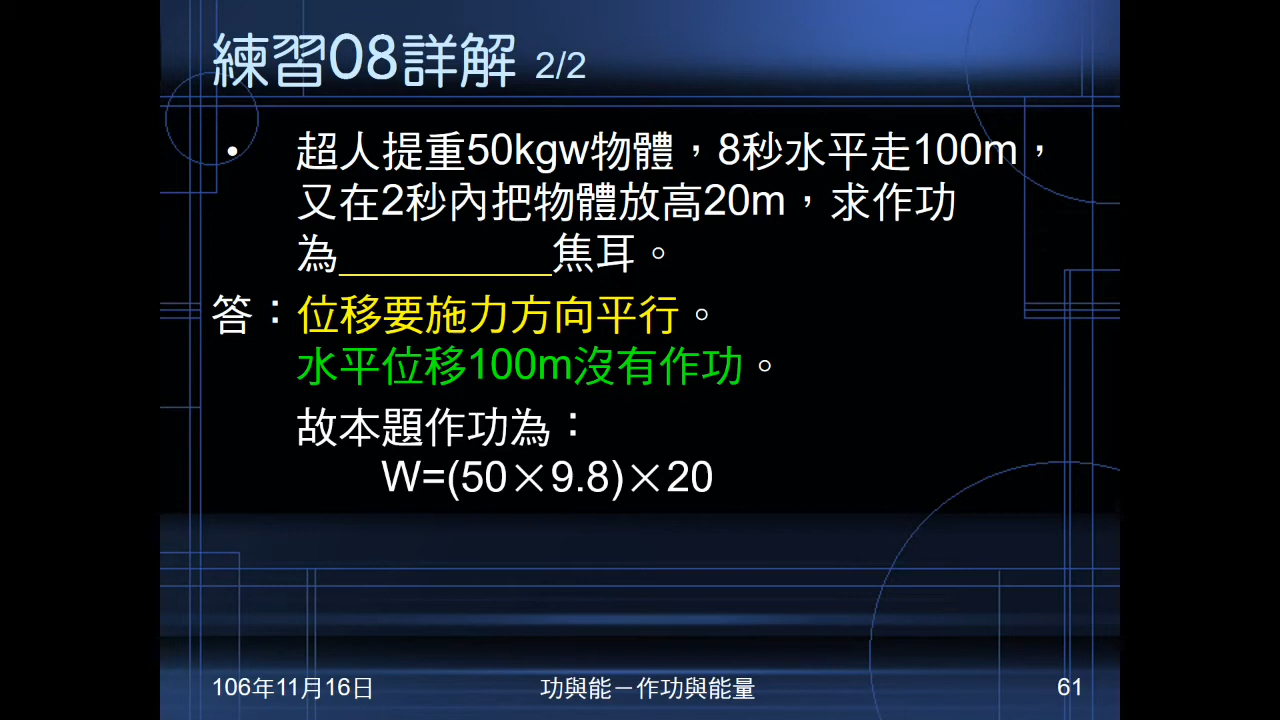 練習08詳解 2/2
• 超人提重50kgw物體，8秒水平走100m，
又在2秒內把物體放高20m，求作功
為__________焦耳。
答：位移要施力方向平行。
水平位移100m沒有作功。
故本題作功為：
W=(50×9.8)×20
106年11月16日
功與能－作功與能量
61